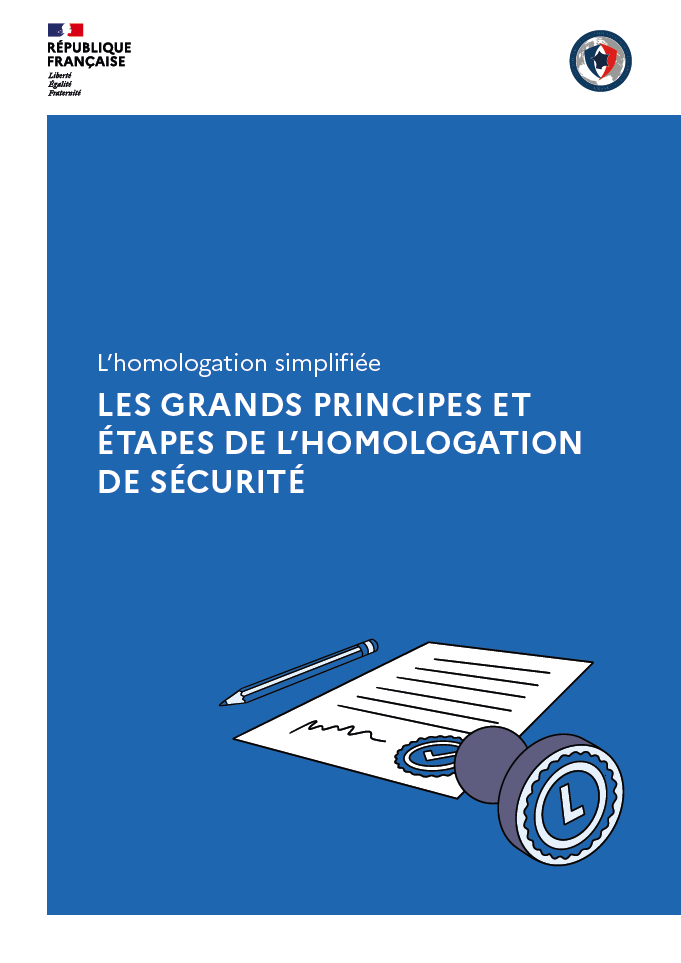 RÉPUBLIQUE
FRANÇAISE
Liberté
Égalité
Fraternité
L’homologation simplifiée
LES GRANDS PRINCIPES ET
ÉTAPES DE L’HOMOLOGATION
DE SÉCURITÉ